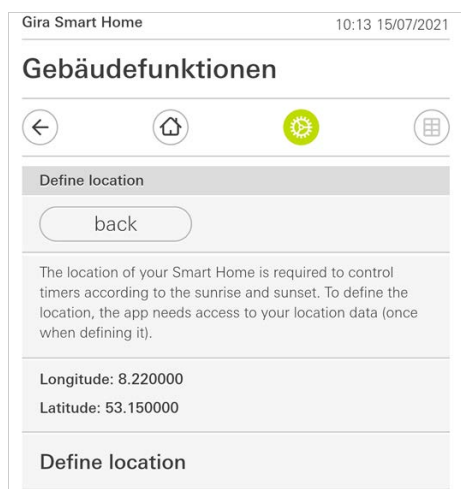 Gira Smart Home
10:13 15/07/2021
Gebäudefunktionen
Define location
back
The location of your Smart Home is required to control
timers according to the sunrise and sunset. To define the
location, the app needs access to your location data (once
when defining it).
Longitude: 8.220000
Latitude: 53.150000
Define location